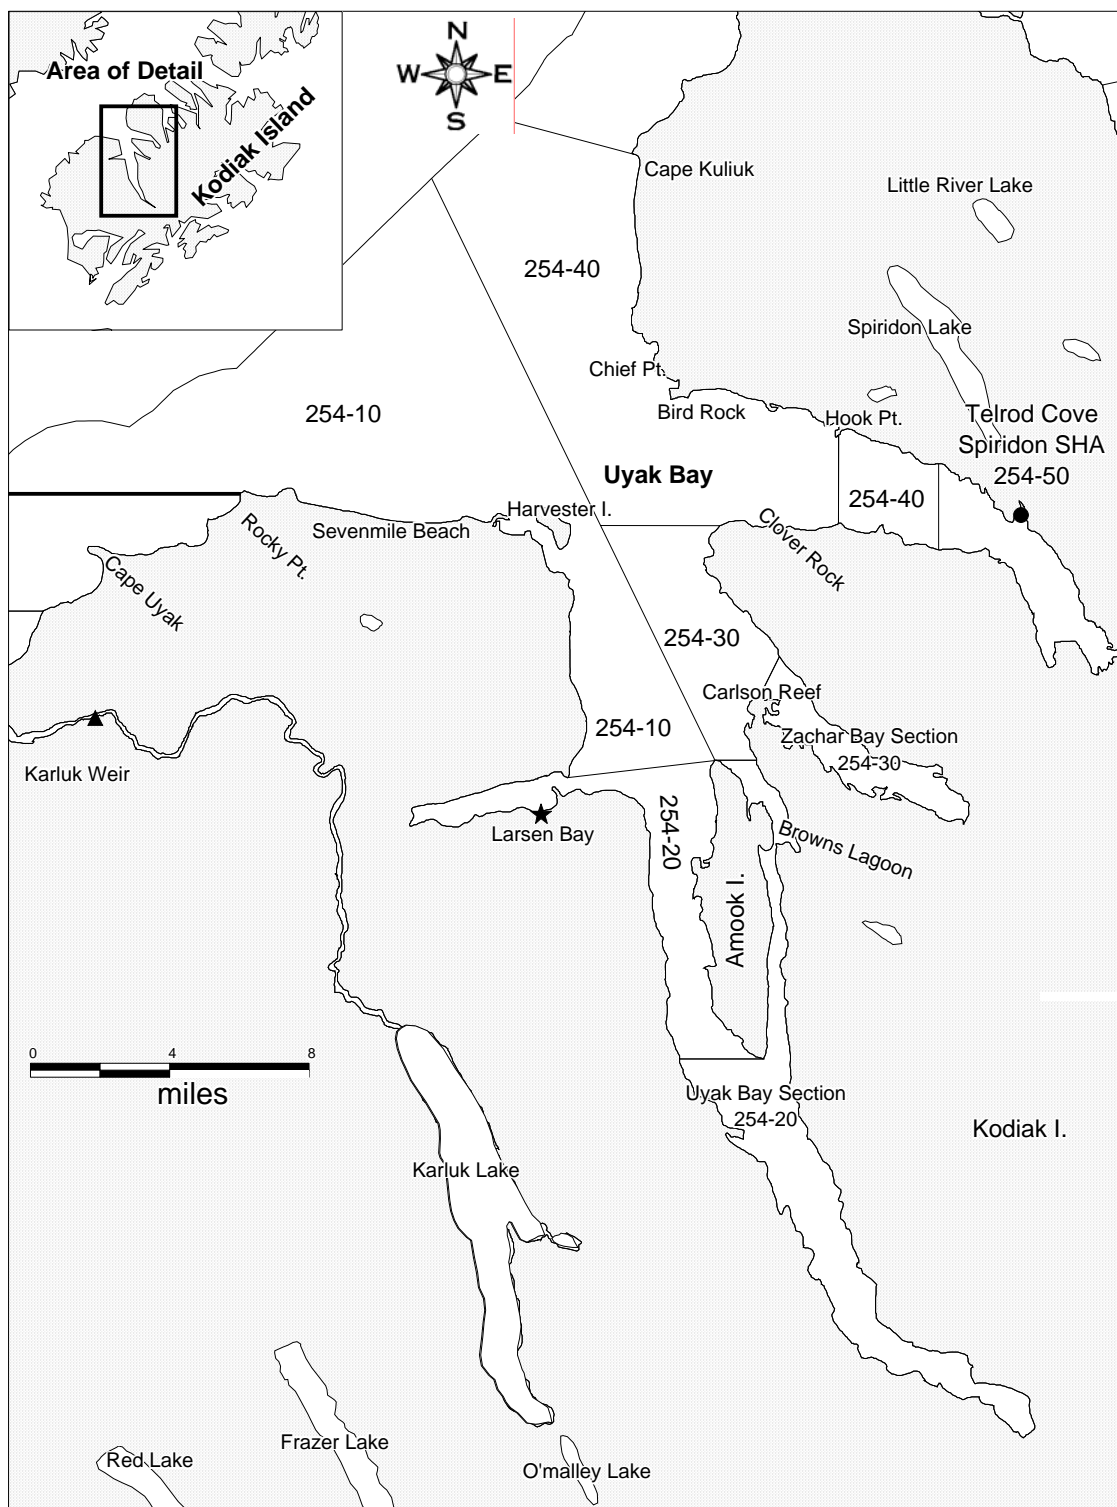 Area of Detail
Kodiak Island
N
W E
S
Cape Kuliuk
Little River Lake
254-40
Spiridon Lake
Chief Pt.
254-10
Bird Rock
Hook Pt.
Telrod Cove
Spiridon SHA
254-50
Uyak Bay
254-40
Harvester I.
Sevenmile Beach
Rocky Pt.
Clover Rock
Cape Uyak
254-30
Carlson Reef
254-10
Zachar Bay Section
254-30
Karluk Weir
254-20
Larsen Bay
Browns Lagoon
Amook I.
0 4 8
miles
Uyak Bay Section
254-20
Kodiak I.
Karluk Lake
Frazer Lake
Red Lake
O'malley Lake